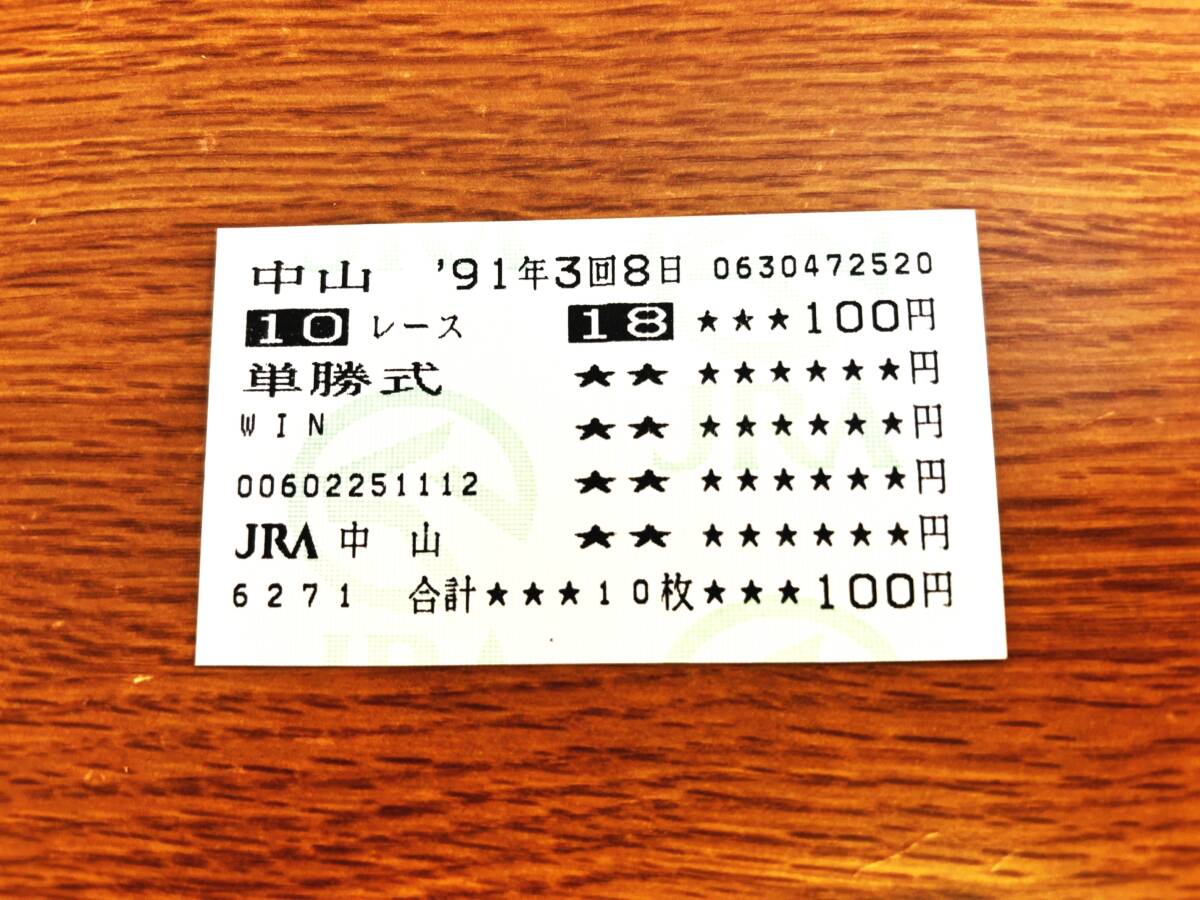 中山 '91年3回8日 0630472520
10 レース 18 ★★★100円
単勝式 ★★ ★★★★★★円
WIN ★★ ★★★★★★円
00602251112 ★★ ★★★★★★円
JRA 中 山 ★★ ★★★★★★円
6271 合計★★★10枚★★★100円
JRA
JRA